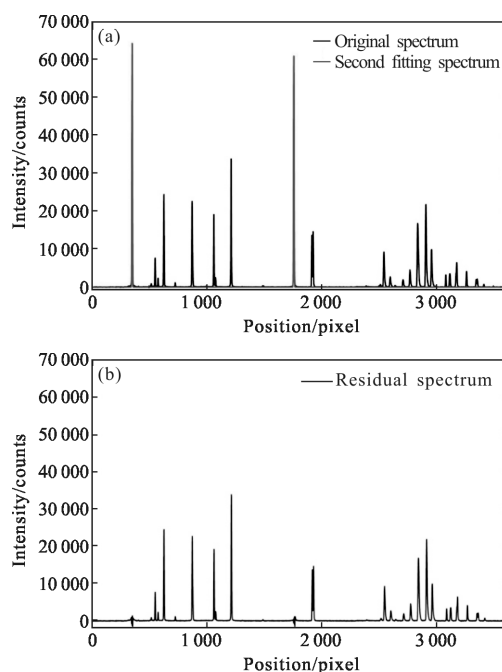 70 000
(a)
Original spectrum
Second fitting spectrum
60 000
50 000
40 000
30 000
20 000
10 000
0
Intensity/counts
0 1 000 2 000 3 000
Position/pixel
70 000
(b)
Residual spectrum
60 000
50 000
40 000
30 000
20 000
10 000
0
Intensity/counts
0 1 000 2 000 3 000
Position/pixel